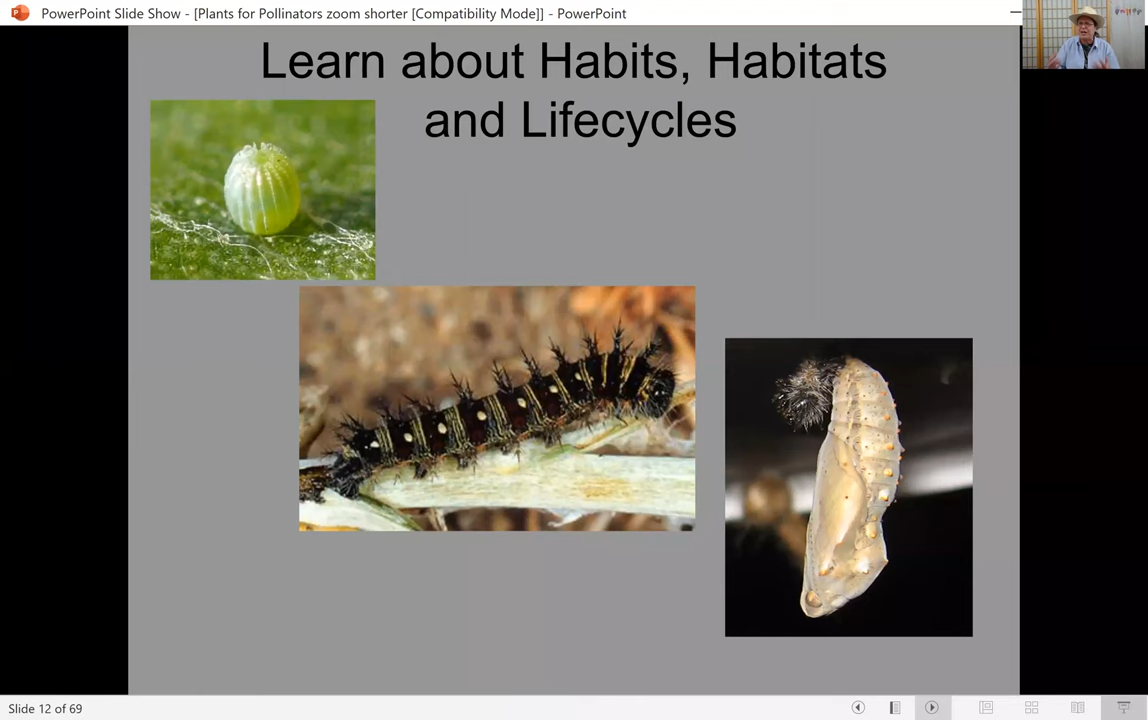 PowerPoint Slide Show - [Plants for Pollinators zoom shorter [Compatibility Mode]] - PowerPoint
Learn about Habits, Habitats
and Lifecycles
Slide 12 of 69